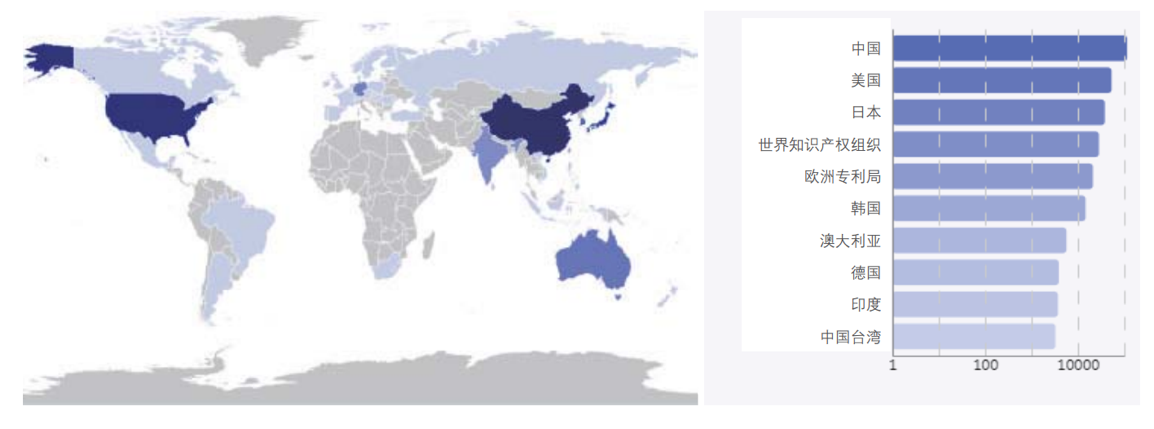 中国
美国
日本
世界知识产权组织
欧洲专利局
韩国
澳大利亚
德国
印度
中国台湾
1 100 10000